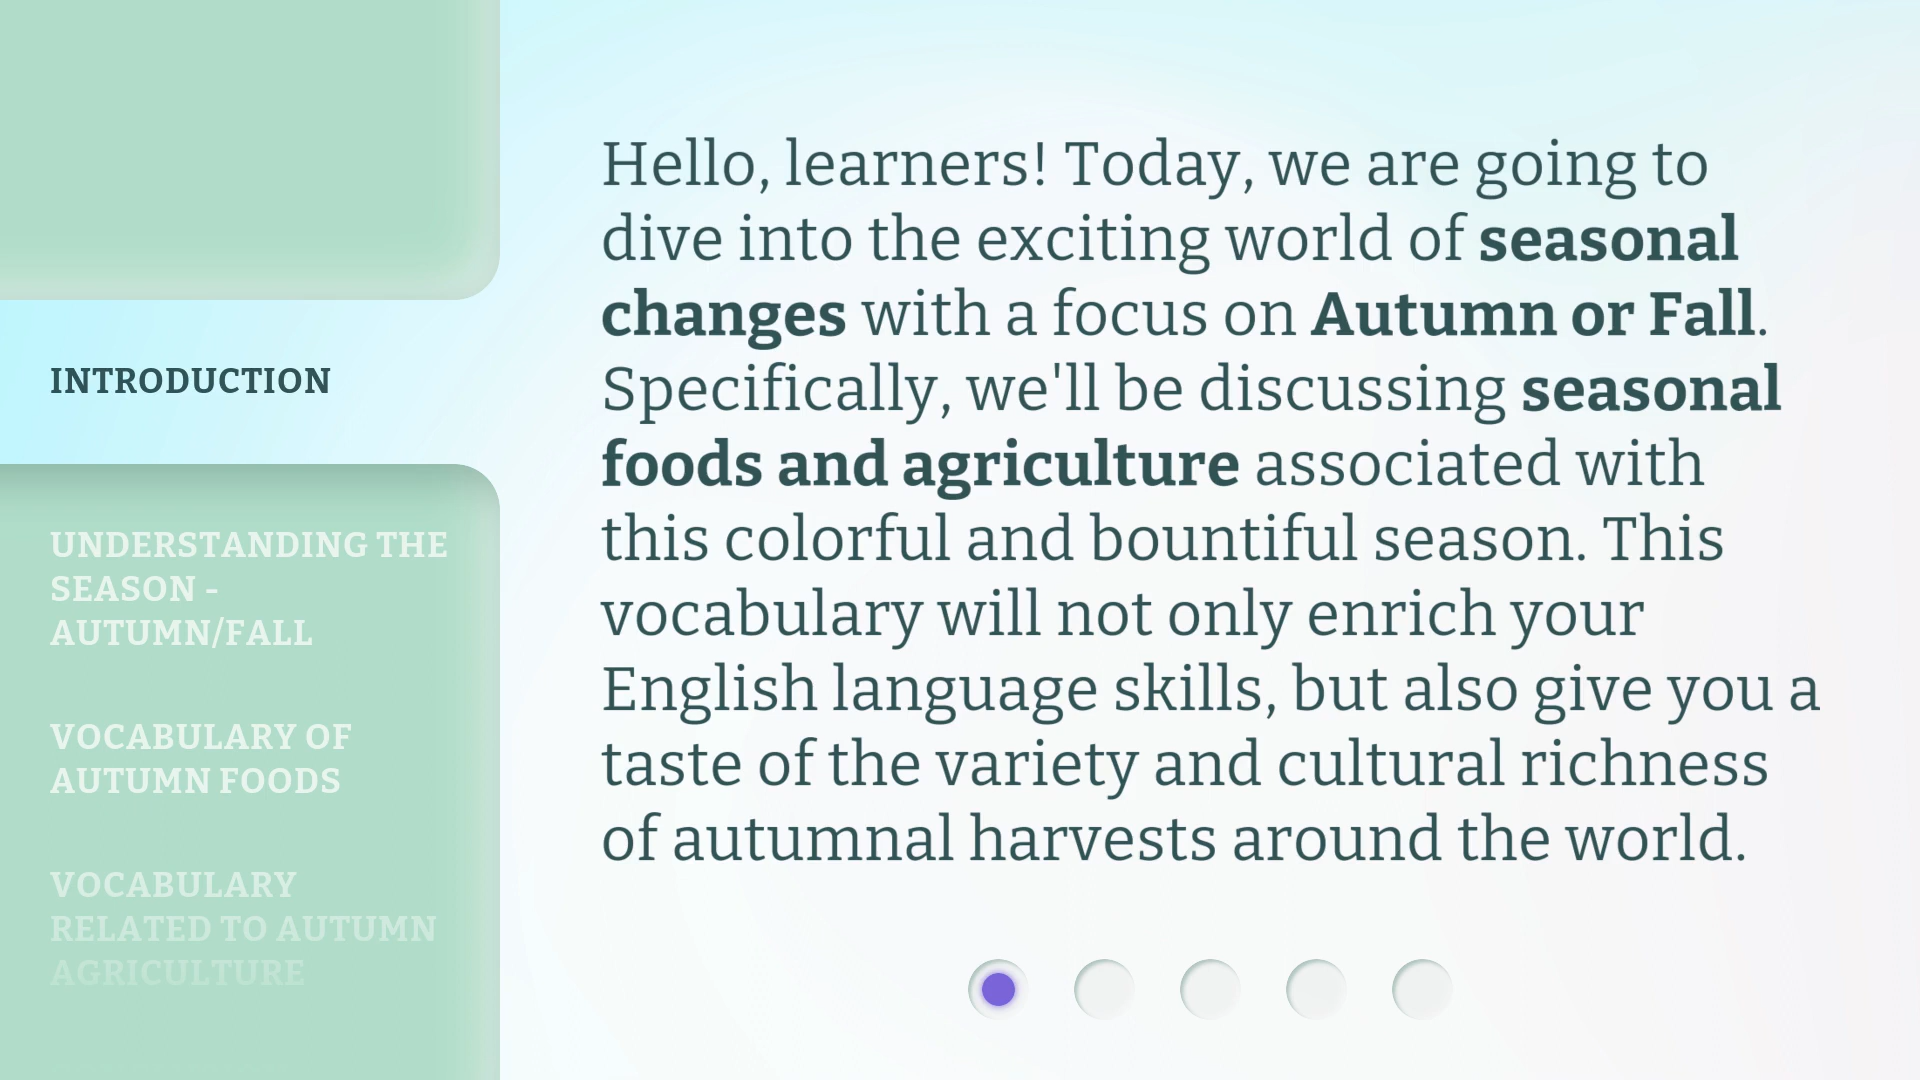 INTRODUCTION
UNDERSTANDING THE
SEASON -
AUTUMN/FALL
VOCABULARY OF
AUTUMN FOODS
VOCABULARY
RELATED TO AUTUMN
AGRICULTURE
Hello, learners! Today, we are going to
dive into the exciting world of seasonal
changes with a focus on Autumn or Fall.
Specifically, we'll be discussing seasonal
foods and agriculture associated with
this colorful and bountiful season. This
vocabulary will not only enrich your
English language skills, but also give you a
taste of the variety and cultural richness
of autumnal harvests around the world.